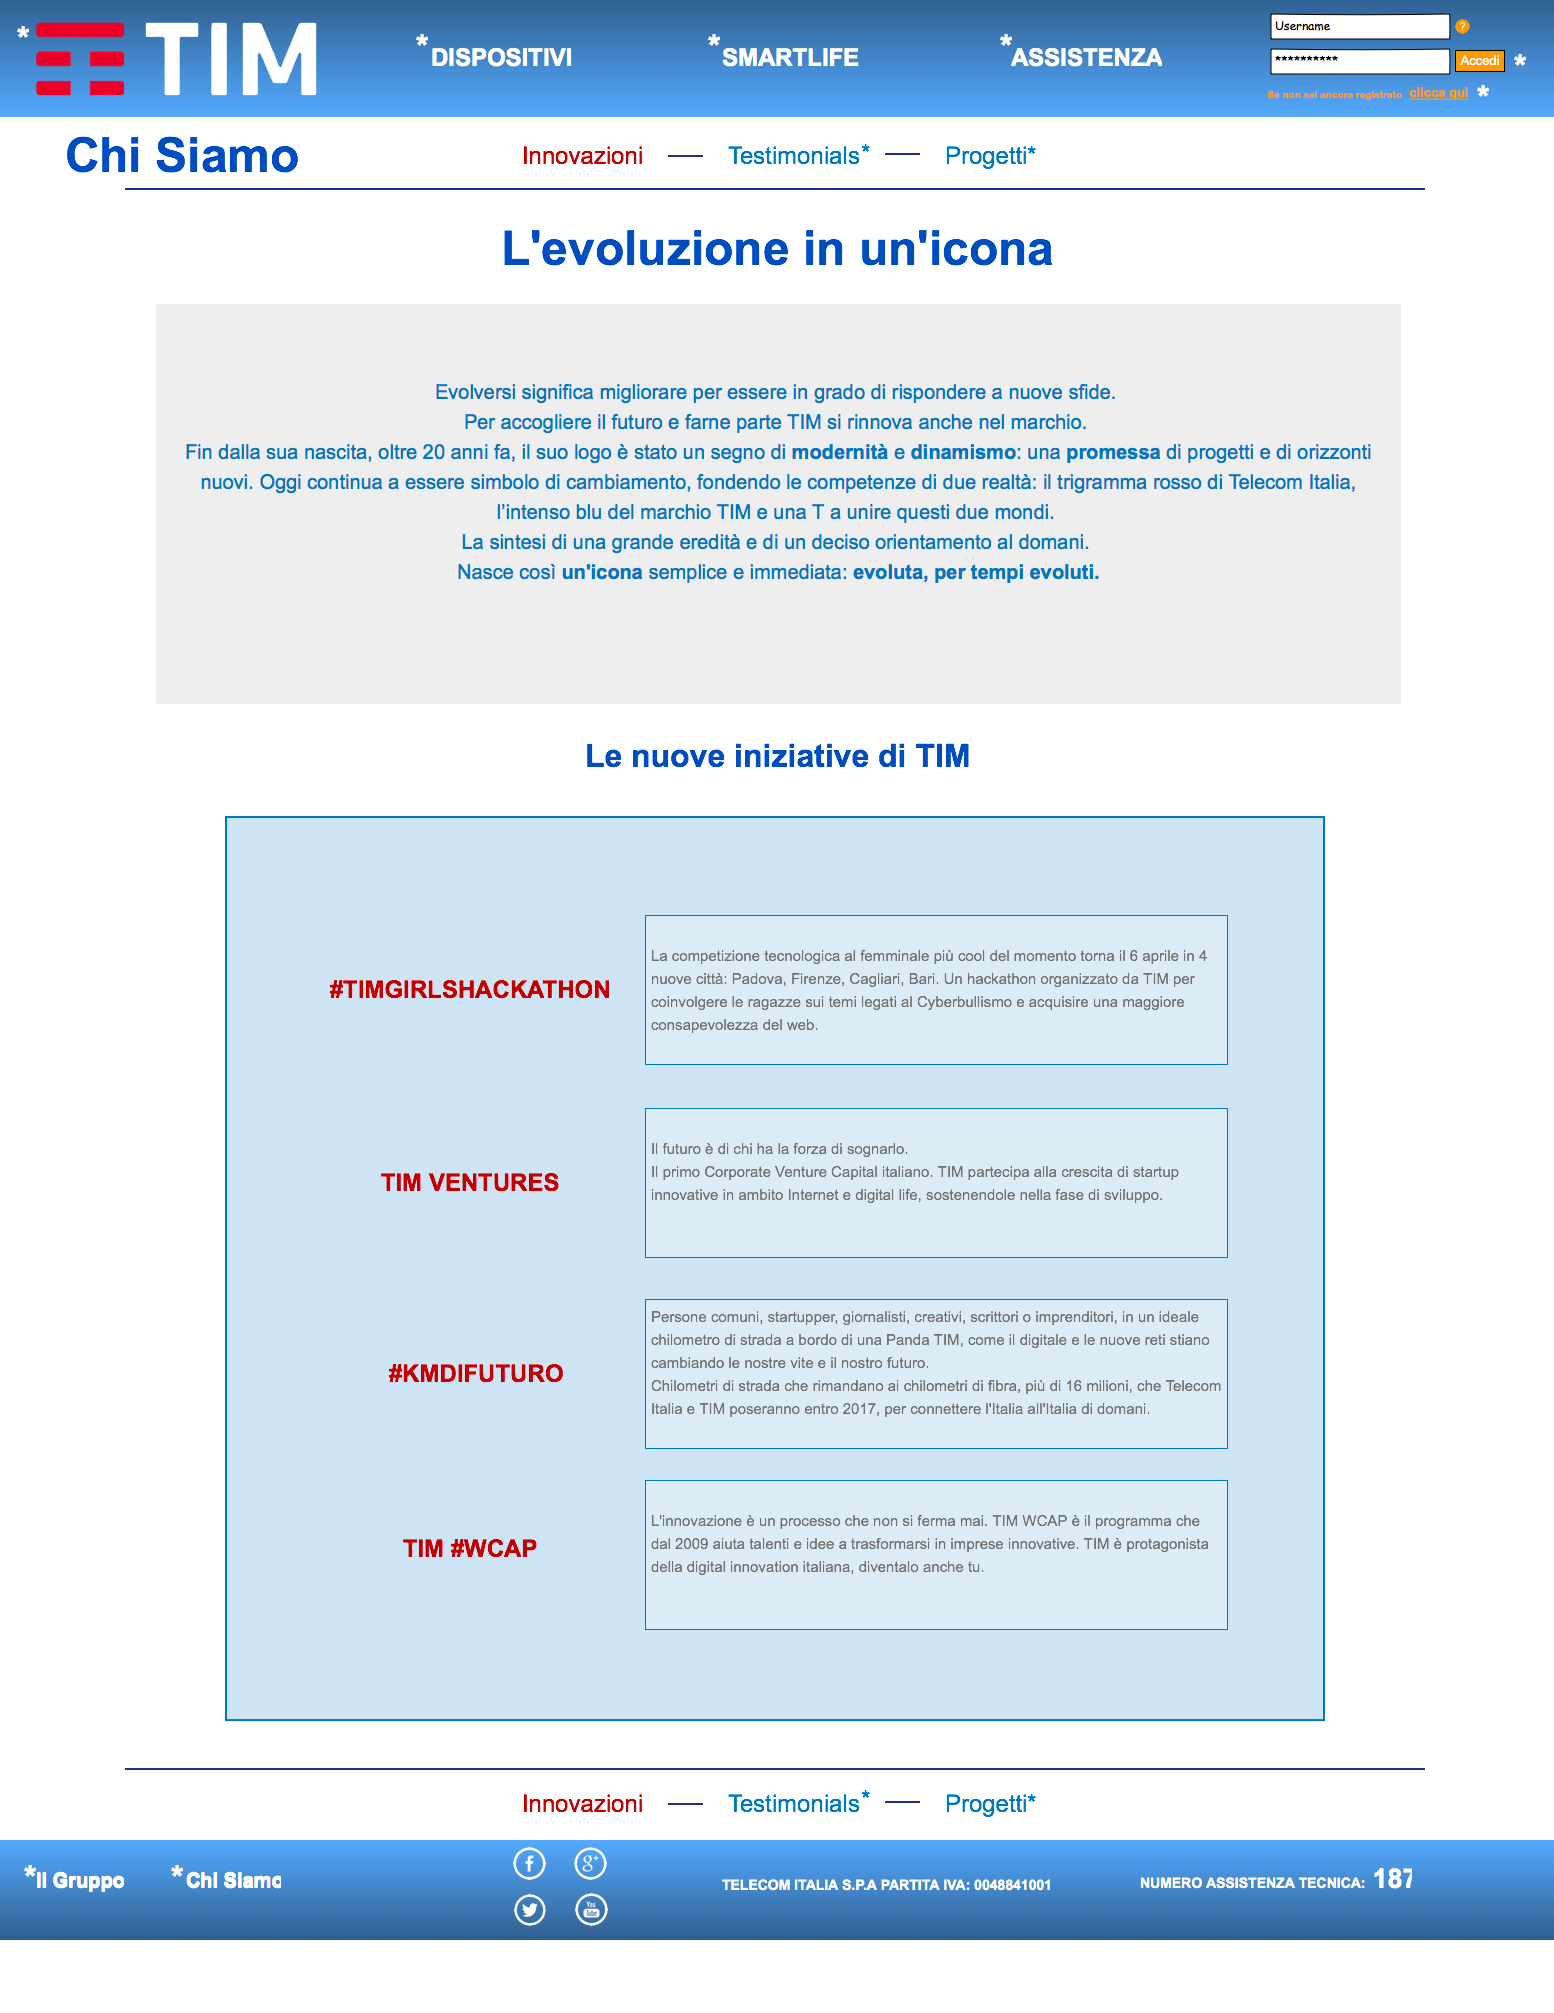 * TIM
*DISPOSITIVI
*SMARTLIFE
*ASSISTENZA
Username ?
********** Accedi *
Se non sei ancora registrato clicca qui *
Chi Siamo
Innovazioni — Testimonials* — Progetti*
L'evoluzione in un'icona
Evolversi significa migliorare per essere in grado di rispondere a nuove sfide.
Per accogliere il futuro e farne parte TIM si rinnova anche nel marchio.
Fin dalla sua nascita, oltre 20 anni fa, il suo logo è stato un segno di modernità e dinamismo: una promessa di progetti e di orizzonti
nuovi. Oggi continua a essere simbolo di cambiamento, fondendo le competenze di due realtà: il trigramma rosso di Telecom Italia,
l’intenso blu del marchio TIM e una T a unire questi due mondi.
La sintesi di una grande eredità e di un deciso orientamento al domani.
Nasce così un'icona semplice e immediata: evoluta, per tempi evoluti.
Le nuove iniziative di TIM
#TIMGIRLSHACKATHON
La competizione tecnologica al femminale più cool del momento torna il 6 aprile in 4
nuove città: Padova, Firenze, Cagliari, Bari. Un hackathon organizzato da TIM per
coinvolgere le ragazze sui temi legati al Cyberbullismo e acquisire una maggiore
consapevolezza del web.
TIM VENTURES
Il futuro è di chi ha la forza di sognarlo.
Il primo Corporate Venture Capital italiano. TIM partecipa alla crescita di startup
innovative in ambito Internet e digital life, sostenendole nella fase di sviluppo.
#KMDIFUTURO
Persone comuni, startupper, giornalisti, creativi, scrittori o imprenditori, in un ideale
chilometro di strada a bordo di una Panda TIM, come il digitale e le nuove reti stiano
cambiando le nostre vite e il nostro futuro.
Chilometri di strada che rimandano ai chilometri di fibra, più di 16 milioni, che Telecom
Italia e TIM poseranno entro 2017, per connettere l'Italia all'Italia di domani.
TIM #WCAP
L'innovazione è un processo che non si ferma mai. TIM WCAP è il programma che
dal 2009 aiuta talenti e idee a trasformarsi in imprese innovative. TIM è protagonista
della digital innovation italiana, diventalo anche tu.
Innovazioni — Testimonials* — Progetti*
*Il Gruppo
* Chi Siamo
f g+
You
Tube
TELECOM ITALIA S.P.A PARTITA IVA: 0048841001
NUMERO ASSISTENZA TECNICA: 187